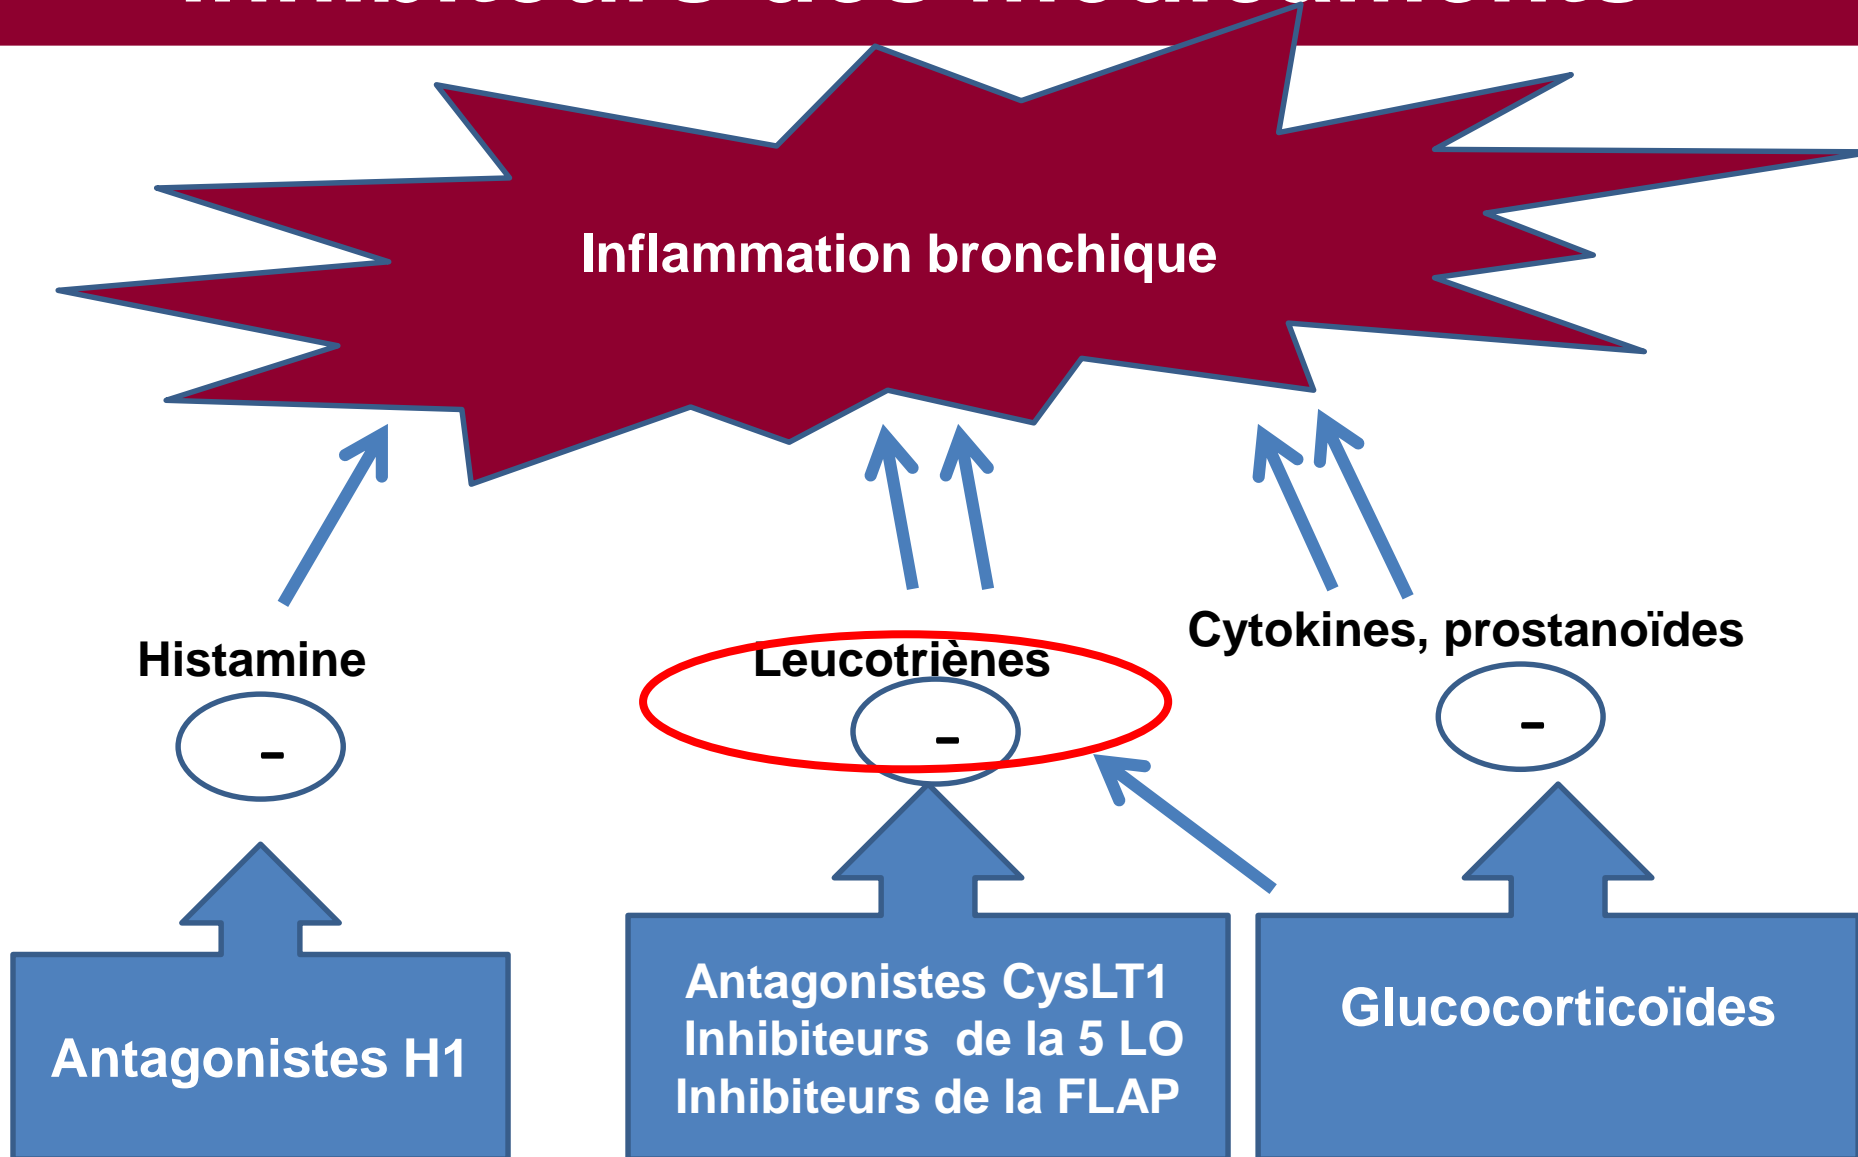 Inflammation bronchique
Histamine
Leucotriènes
Cytokines, prostanoïdes
-
-
-
Antagonistes H1
Antagonistes CysLT1
Inhibiteurs de la 5 LO
Inhibiteurs de la FLAP
Glucocorticoïdes